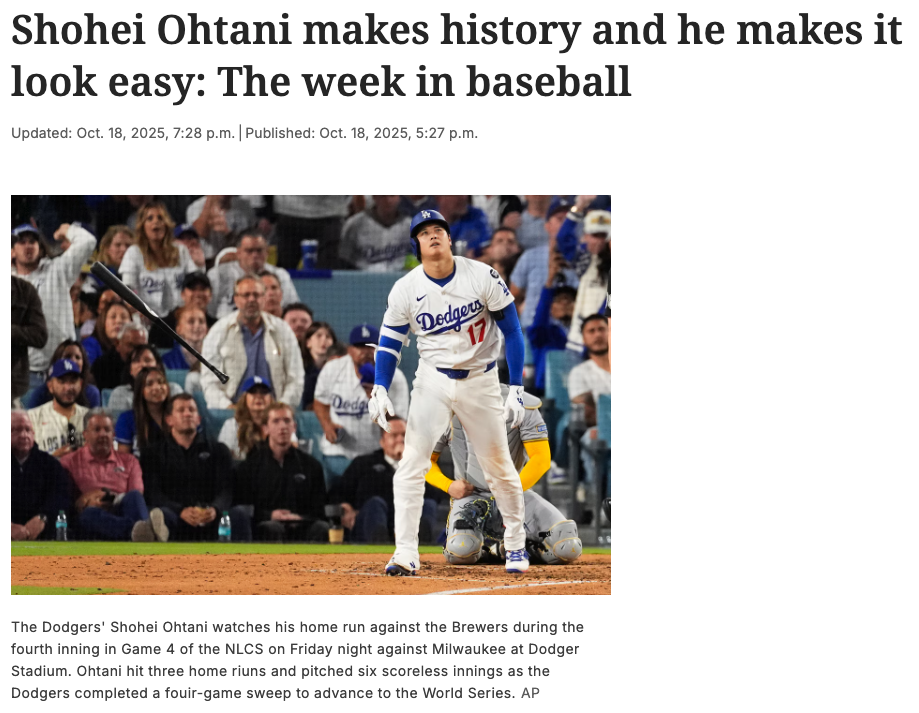 Shohei Ohtani makes history and he makes it
look easy: The week in baseball
Updated: Oct. 18, 2025, 7:28 p.m. | Published: Oct. 18, 2025, 5:27 p.m.
Dodgers
17
The Dodgers' Shohei Ohtani watches his home run against the Brewers during the
fourth inning in Game 4 of the NLCS on Friday night against Milwaukee at Dodger
Stadium. Ohtani hit three home riuns and pitched six scoreless innings as the
Dodgers completed a fouir-game sweep to advance to the World Series. AP